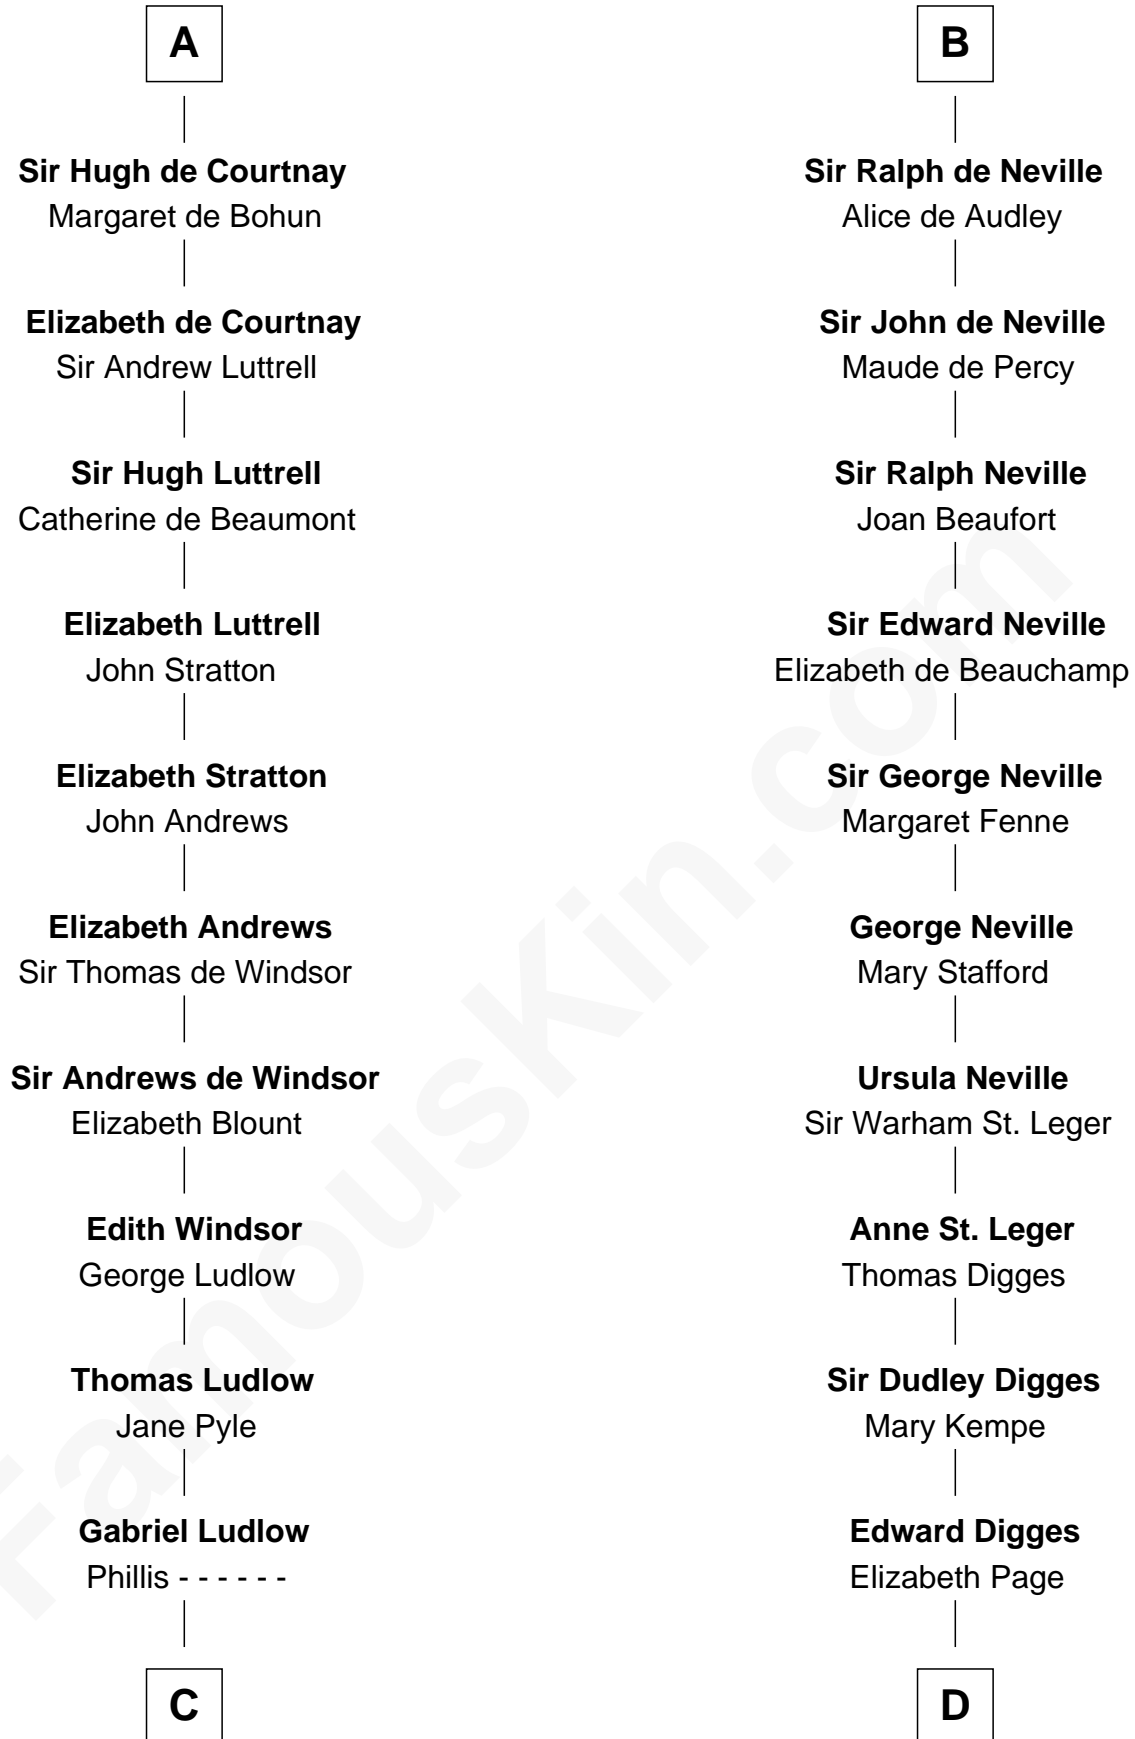 A
Sir Hugh de Courtnay
Margaret de Bohun
Elizabeth de Courtnay
Sir Andrew Luttrell
Sir Hugh Luttrell
Catherine de Beaumont
Elizabeth Luttrell
John Stratton
Elizabeth Stratton
John Andrews
Elizabeth Andrews
Sir Thomas de Windsor
Sir Andrews de Windsor
Elizabeth Blount
Edith Windsor
George Ludlow
Thomas Ludlow
Jane Pyle
Gabriel Ludlow
Phillis - - - - - -
C
B
Sir Ralph de Neville
Alice de Audley
Sir John de Neville
Maude de Percy
Sir Ralph Neville
Joan Beaufort
Sir Edward Neville
Elizabeth de Beauchamp
Sir George Neville
Margaret Fenne
George Neville
Mary Stafford
Ursula Neville
Sir Warham St. Leger
Anne St. Leger
Thomas Digges
Sir Dudley Digges
Mary Kempe
Edward Digges
Elizabeth Page
D
FamousKin.com